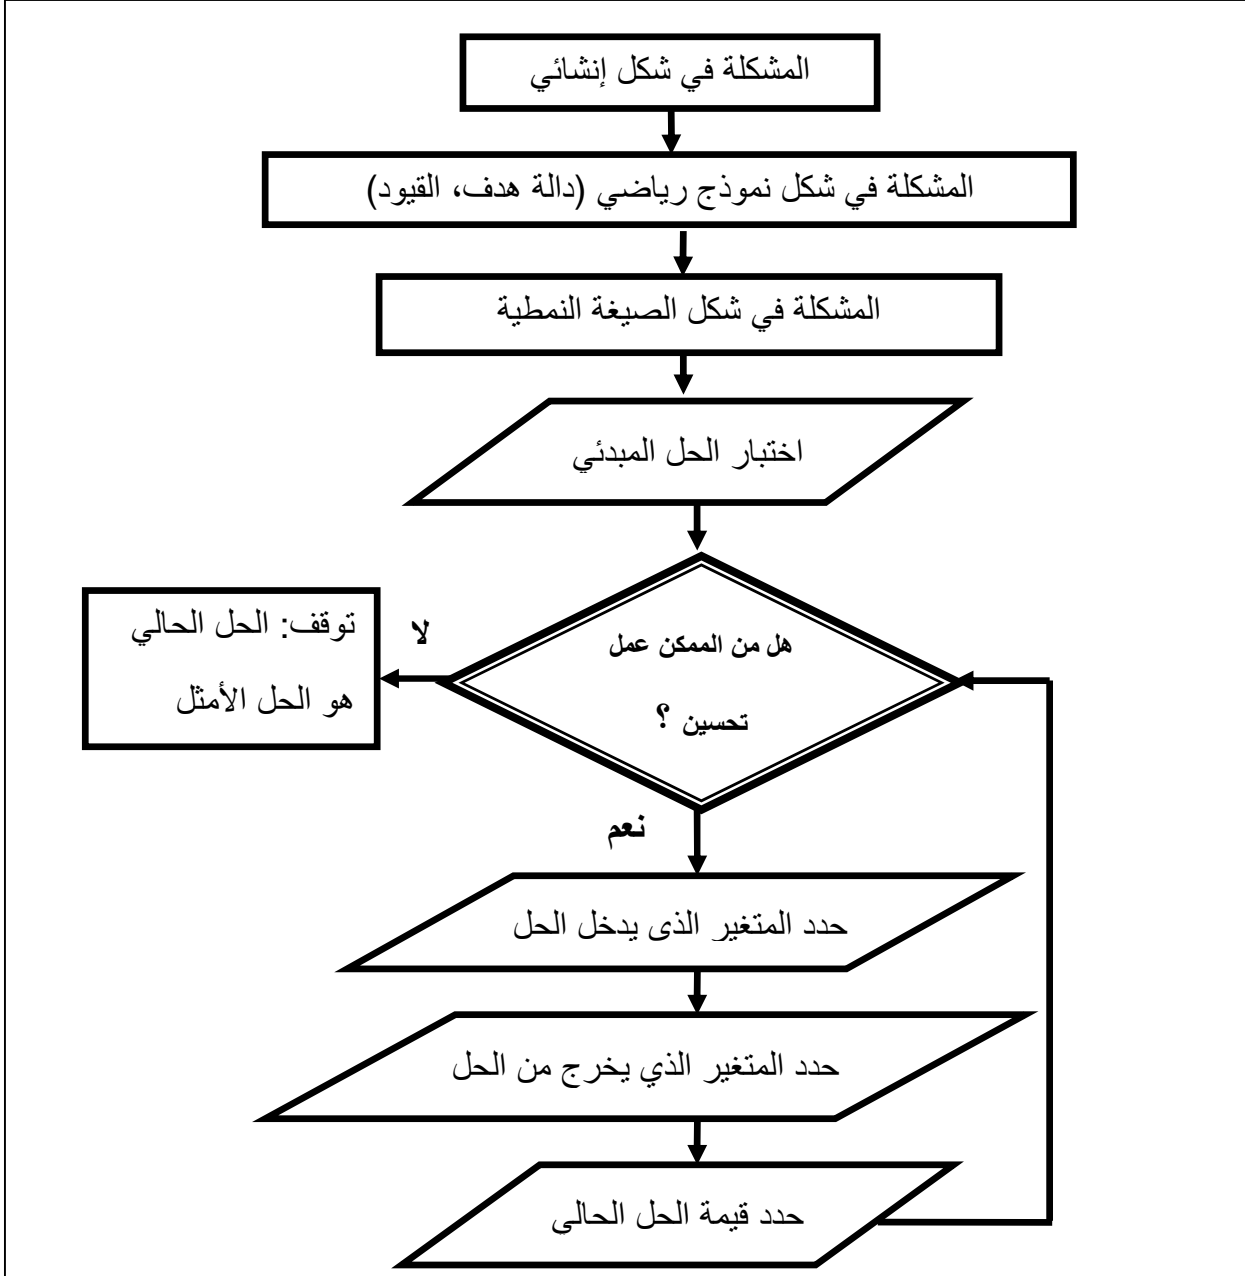 المشكلة في شكل إنشائي
المشكلة في شكل نموذج رياضي (دالة هدف، القيود)
المشكلة في شكل الصيغة النمطية
اختبار الحل المبدئي
هل من الممكن عمل
تحسين ؟
لا
توقف: الحل الحالي
هو الحل الأمثل
نعم
حدد المتغير الذى يدخل الحل
حدد المتغير الذي يخرج من الحل
حدد قيمة الحل الحالي